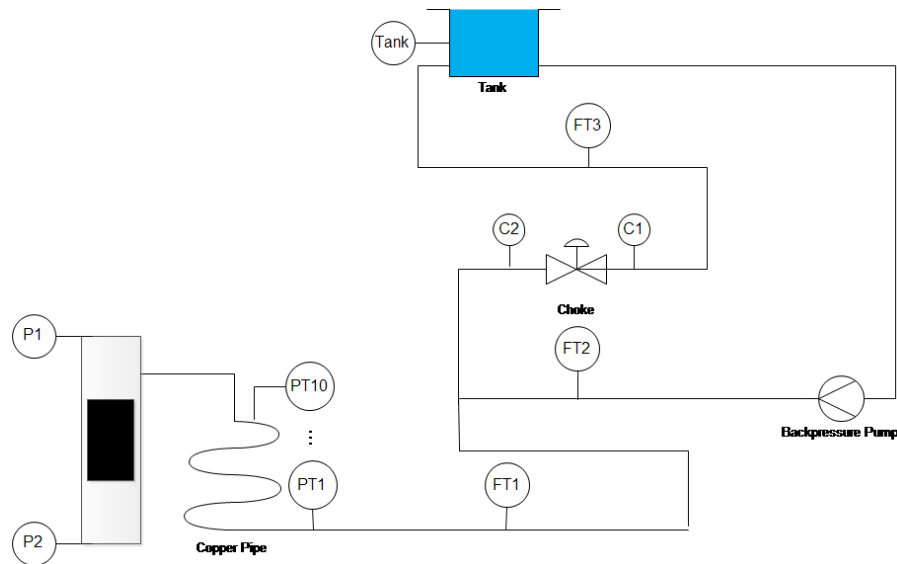 Tank
Tank
FT3
C2
C1
Choke
P1
FT2
PT10
...
Backpressure Pump
PT1
FT1
P2
Copper Pipe